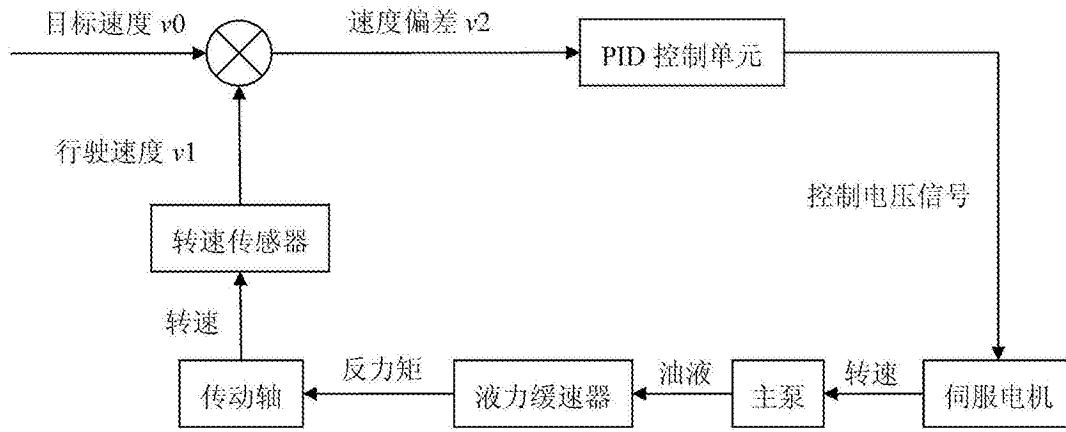 目标速度 v0
速度偏差 v2
PID 控制单元
行驶速度 v1
控制电压信号
转速传感器
转速
反力矩
油液
转速
传动轴
液力缓速器
主泵
伺服电机